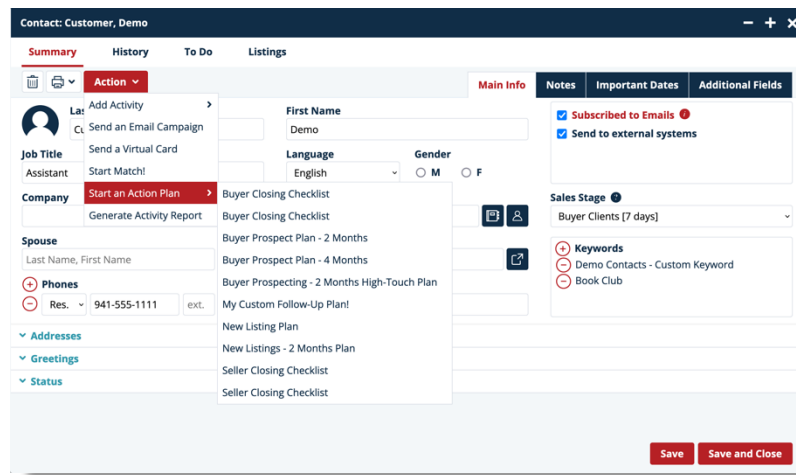 Contact: Customer, Demo
Summary History To Do Listings
Action
Main Info Notes Important Dates Additional Fields
Add Activity
Send an Email Campaign
Send a Virtual Card
Start Match!
Start an Action Plan
Generate Activity Report
First Name
Demo
Subscribed to Emails
Send to external systems
Job Title
Assistant
Language
English
Gender
M F
Company
Buyer Closing Checklist
Buyer Closing Checklist
Buyer Prospect Plan - 2 Months
Buyer Prospect Plan - 4 Months
Buyer Prospecting - 2 Months High-Touch Plan
My Custom Follow-Up Plan!
New Listing Plan
New Listings - 2 Months Plan
Seller Closing Checklist
Seller Closing Checklist
Sales Stage
Buyer Clients [7 days]
Spouse
Last Name, First Name
Keywords
Demo Contacts - Custom Keyword
Book Club
Phones
Res. 941-555-1111 ext.
Addresses
Greetings
Status
Save Save and Close